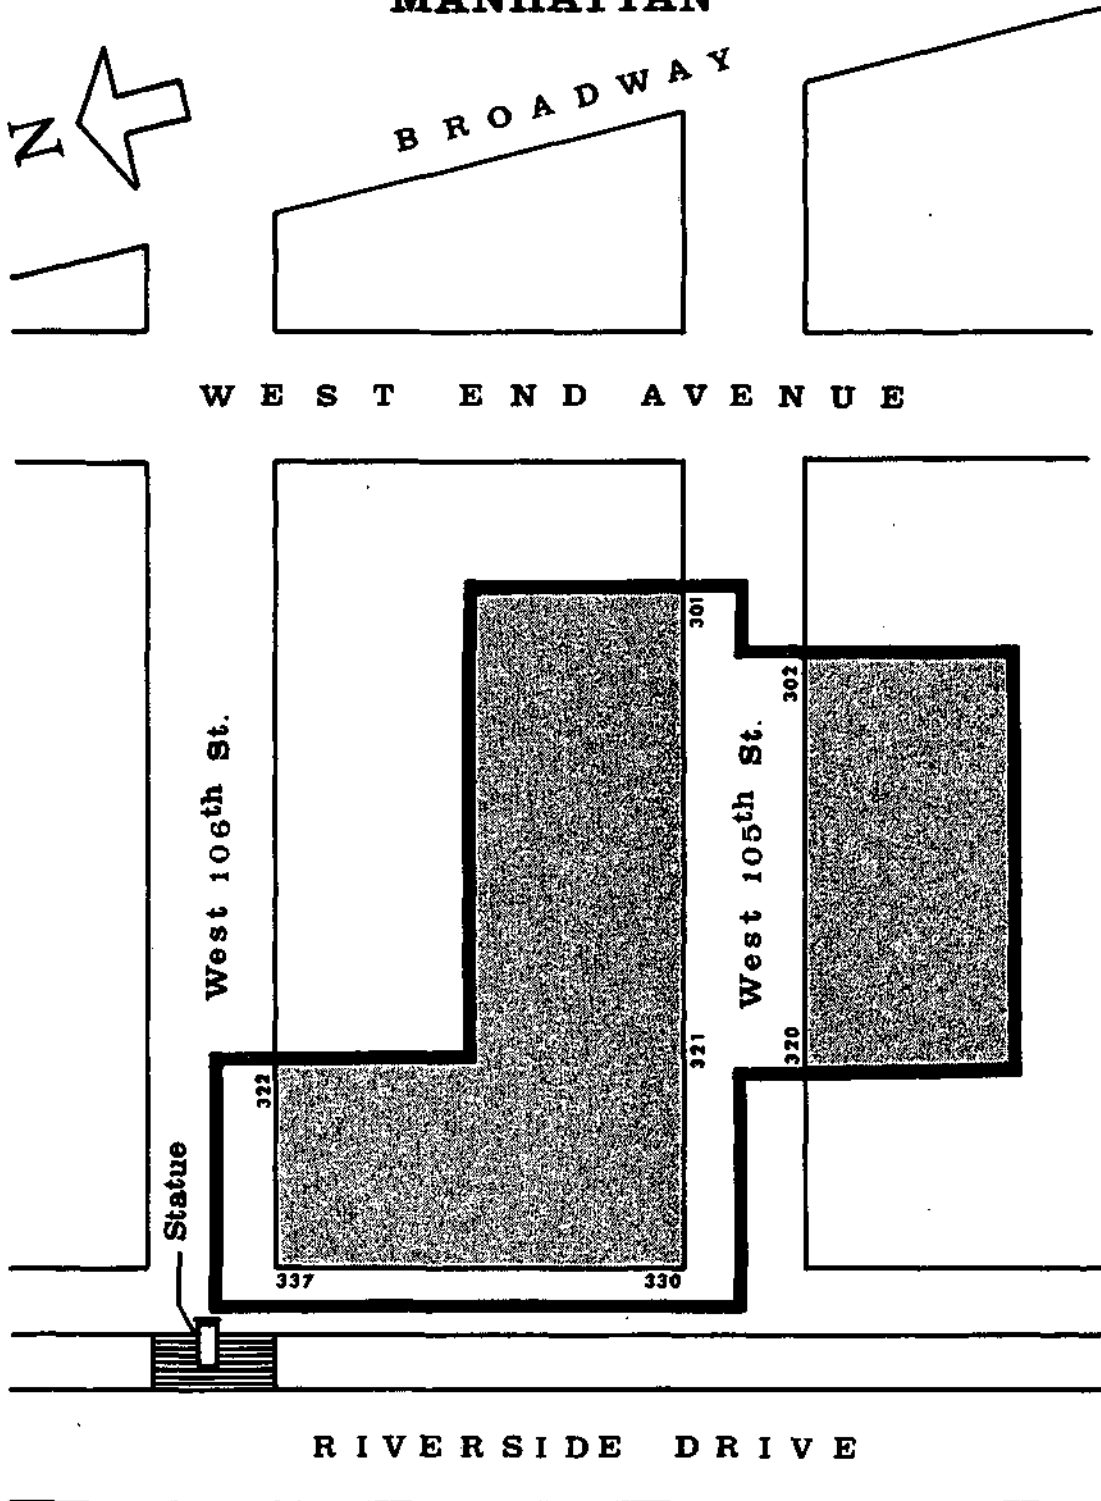 MANHATTAN
N
BROADWAY
WEST END AVENUE
301
302
West 106th St.
West 105th St.
321
320
322
Statue
337
330
RIVERSIDE DRIVE